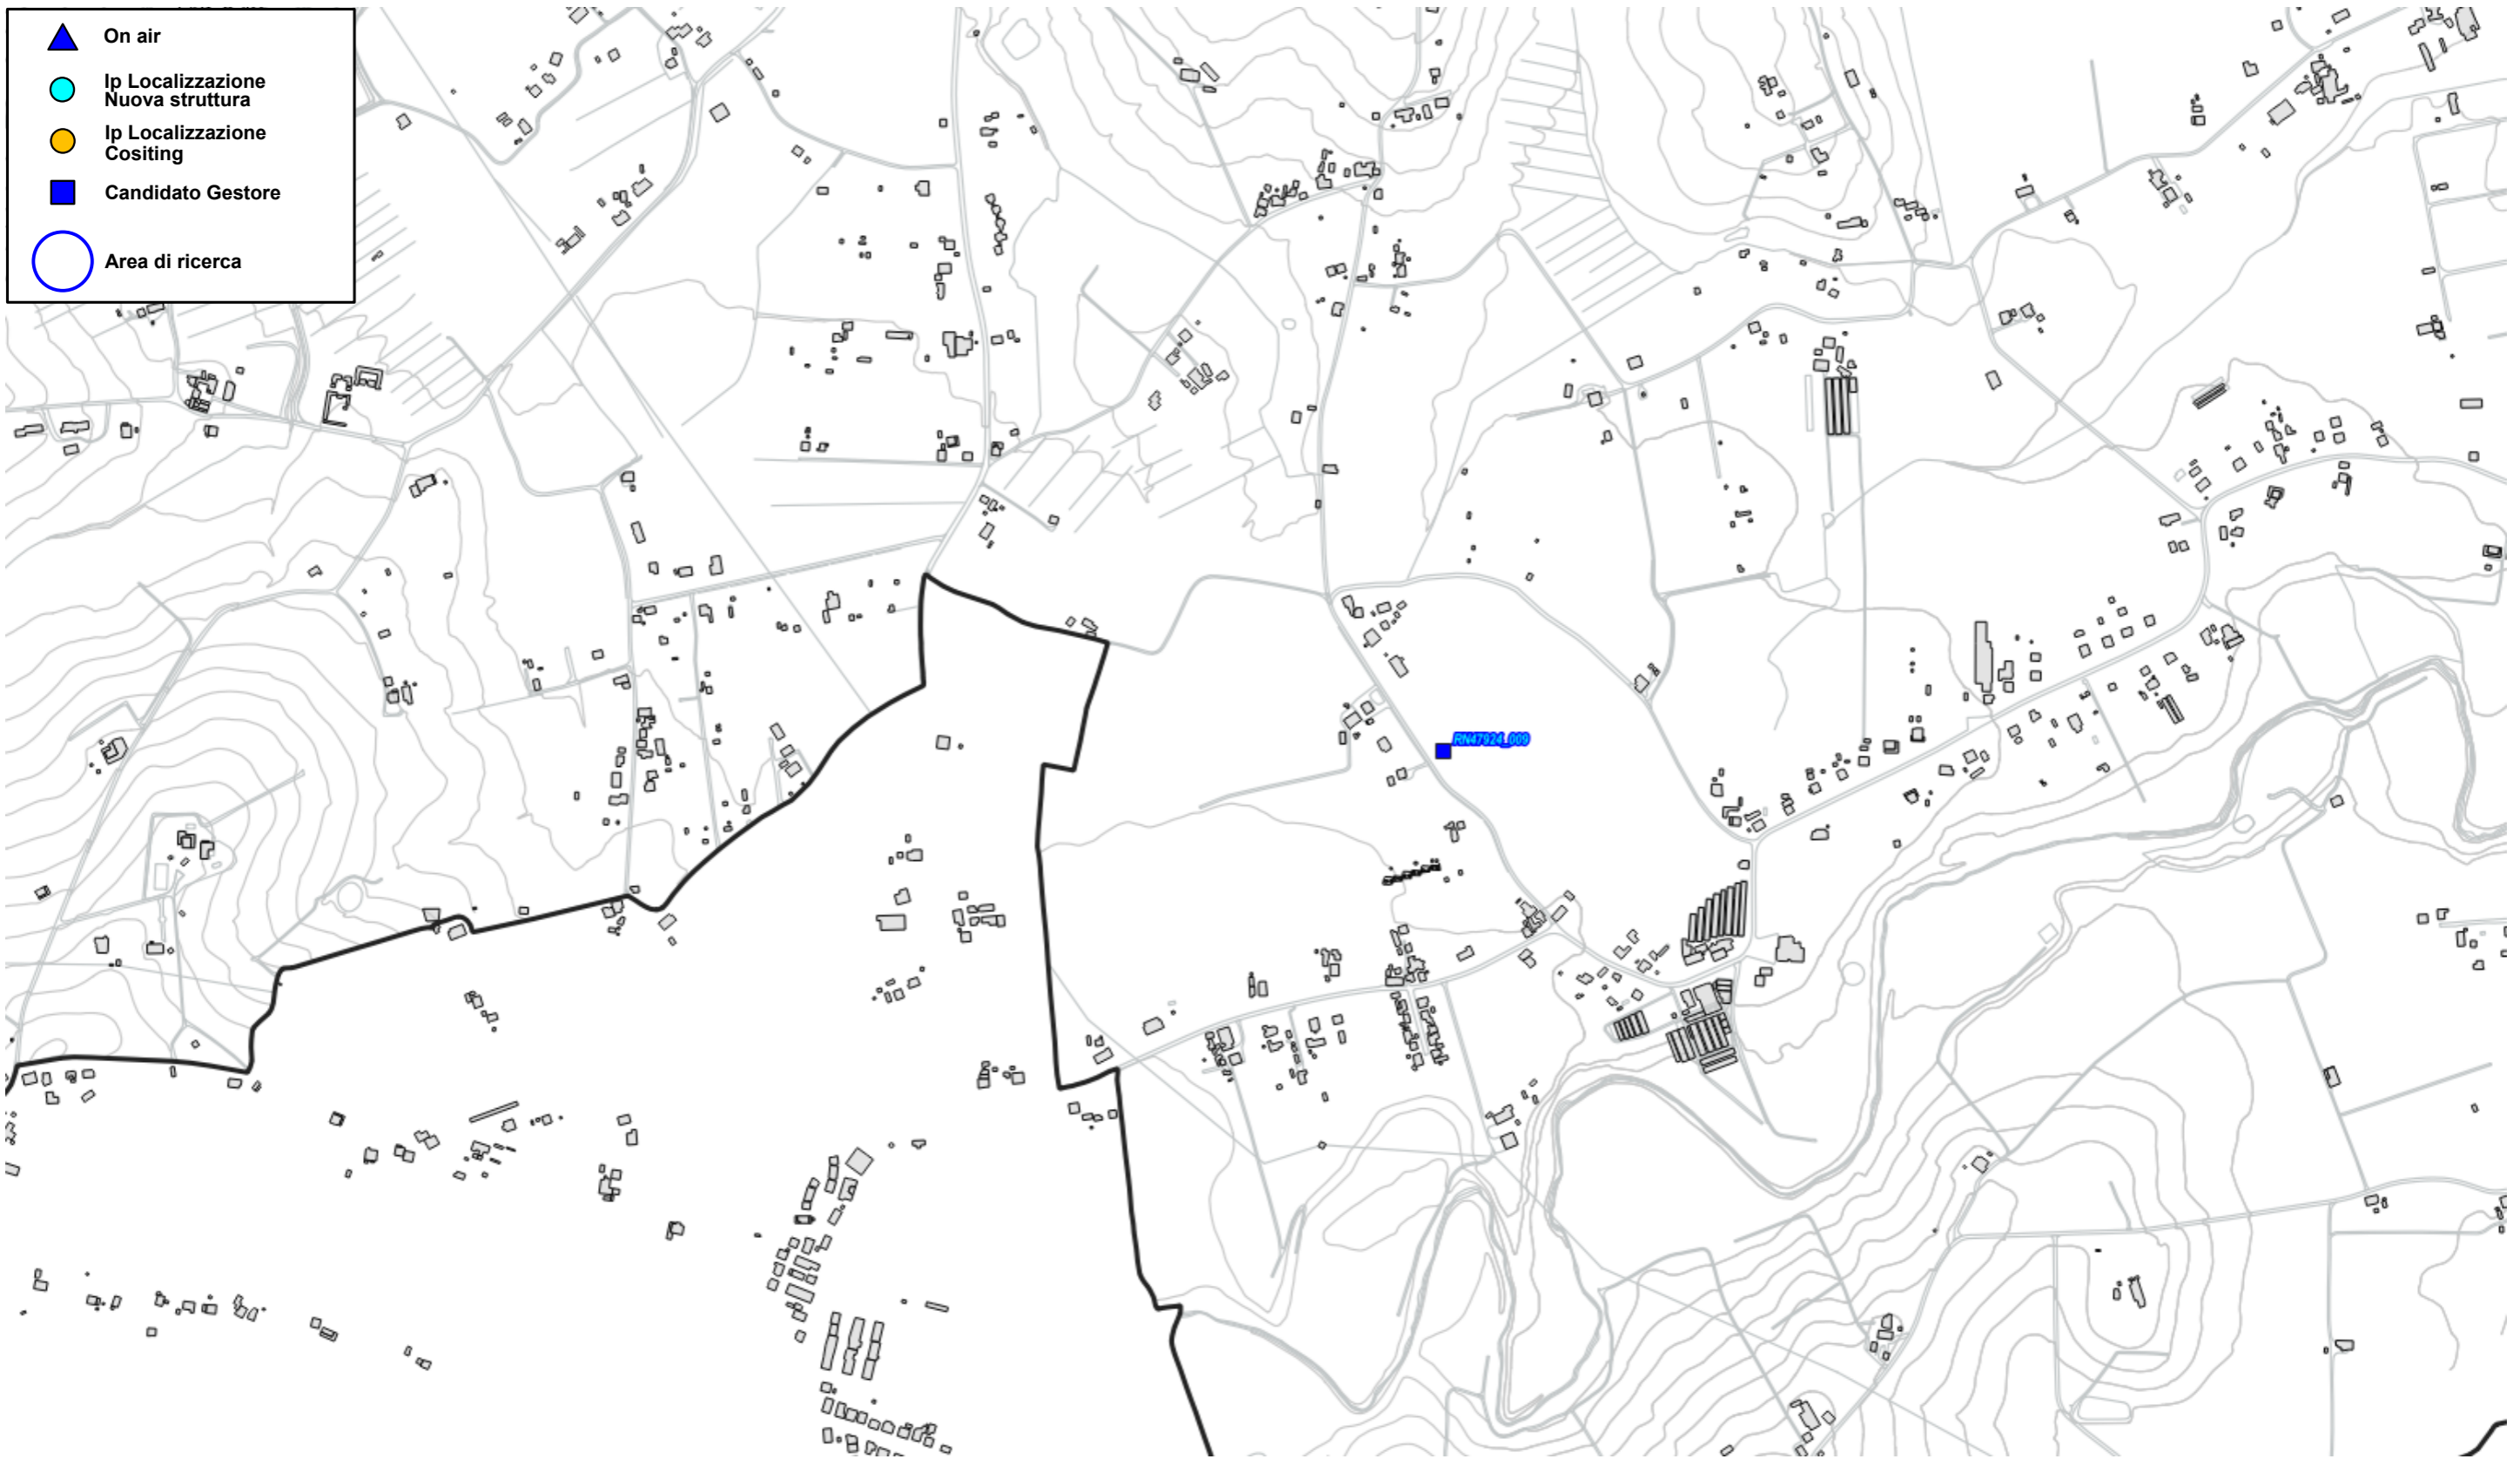 On air
Ip Localizzazione
Nuova struttura
Ip Localizzazione
Cositing
Candidato Gestore
Area di ricerca
RN47924_009